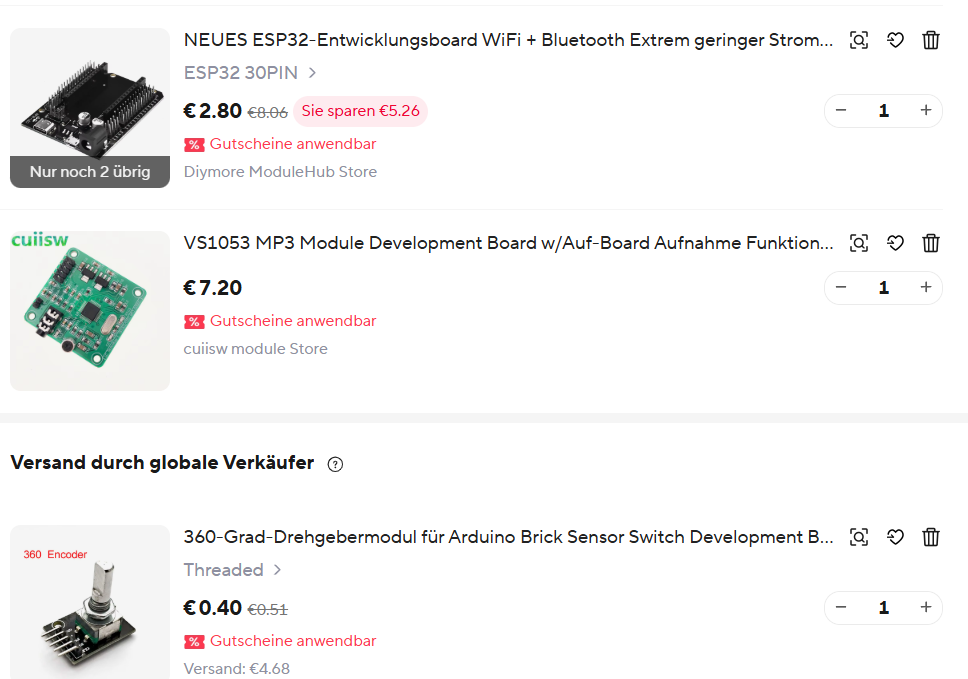 NEUES ESP32-Entwicklungsboard WiFi + Bluetooth Extrem geringer Strom...
ESP32 30PIN >
€2.80 €8.06 Sie sparen €5.26
− 1 +
% Gutscheine anwendbar
Nur noch 2 übrig
Diymore ModuleHub Store
cuiisw
VS1053 MP3 Module Development Board w/Auf-Board Aufnahme Funktion...
€7.20
− 1 +
% Gutscheine anwendbar
cuiisw module Store
Versand durch globale Verkäufer ?
360-Grad-Drehgebermodul für Arduino Brick Sensor Switch Development B...
360 Encoder
Threaded >
€0.40 €0.51
− 1 +
% Gutscheine anwendbar
Versand: €4.68